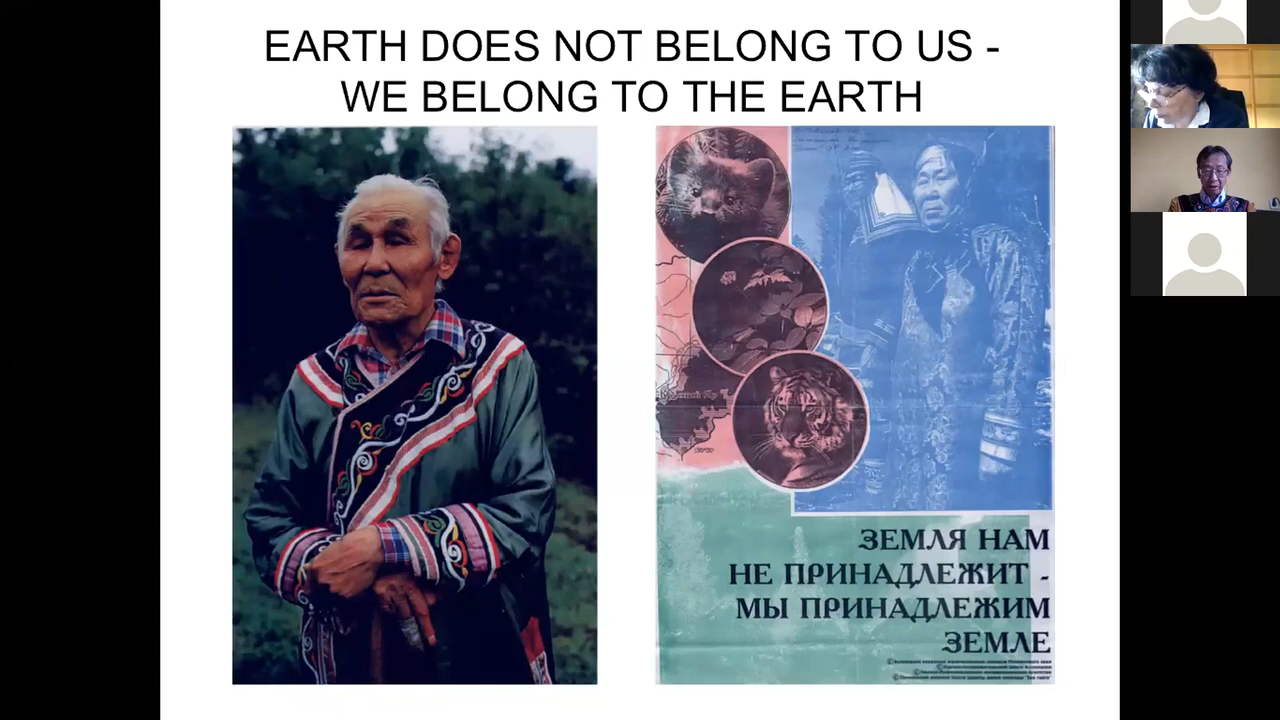 EARTH DOES NOT BELONG TO US -
WE BELONG TO THE EARTH
ЗЕМЛЯ НАМ
НЕ ПРИНАДЛЕЖИТ -
МЫ ПРИНАДЛЕЖИМ
ЗЕМЛЕ